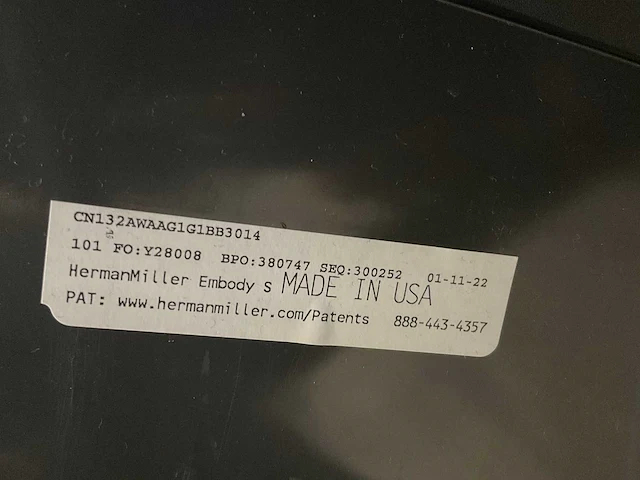 CN132AWAAG1G1BB3014
101 FO:Y28008 BPO:380747 SEQ:300252 01-11-22
HermanMiller Embody S MADE IN USA
PAT: www.hermanmiller.com/Patents 888-443-4357